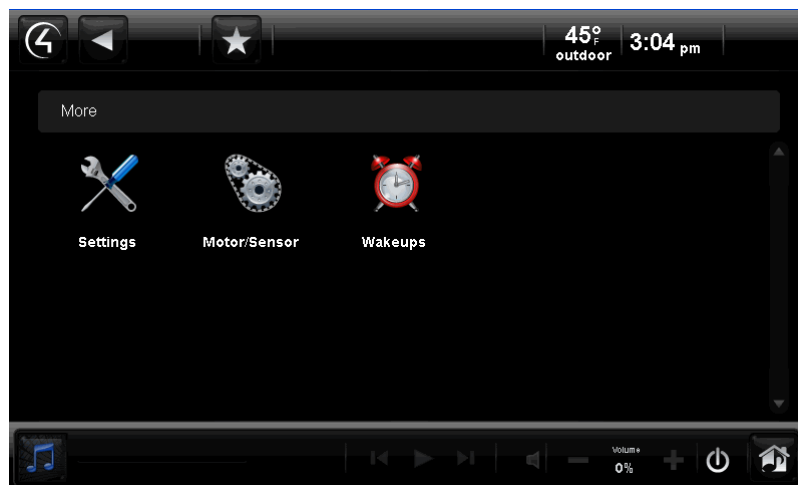 45°F
outdoor
3:04 pm
More
Settings
Motor/Sensor
Wakeups
Volume
0%